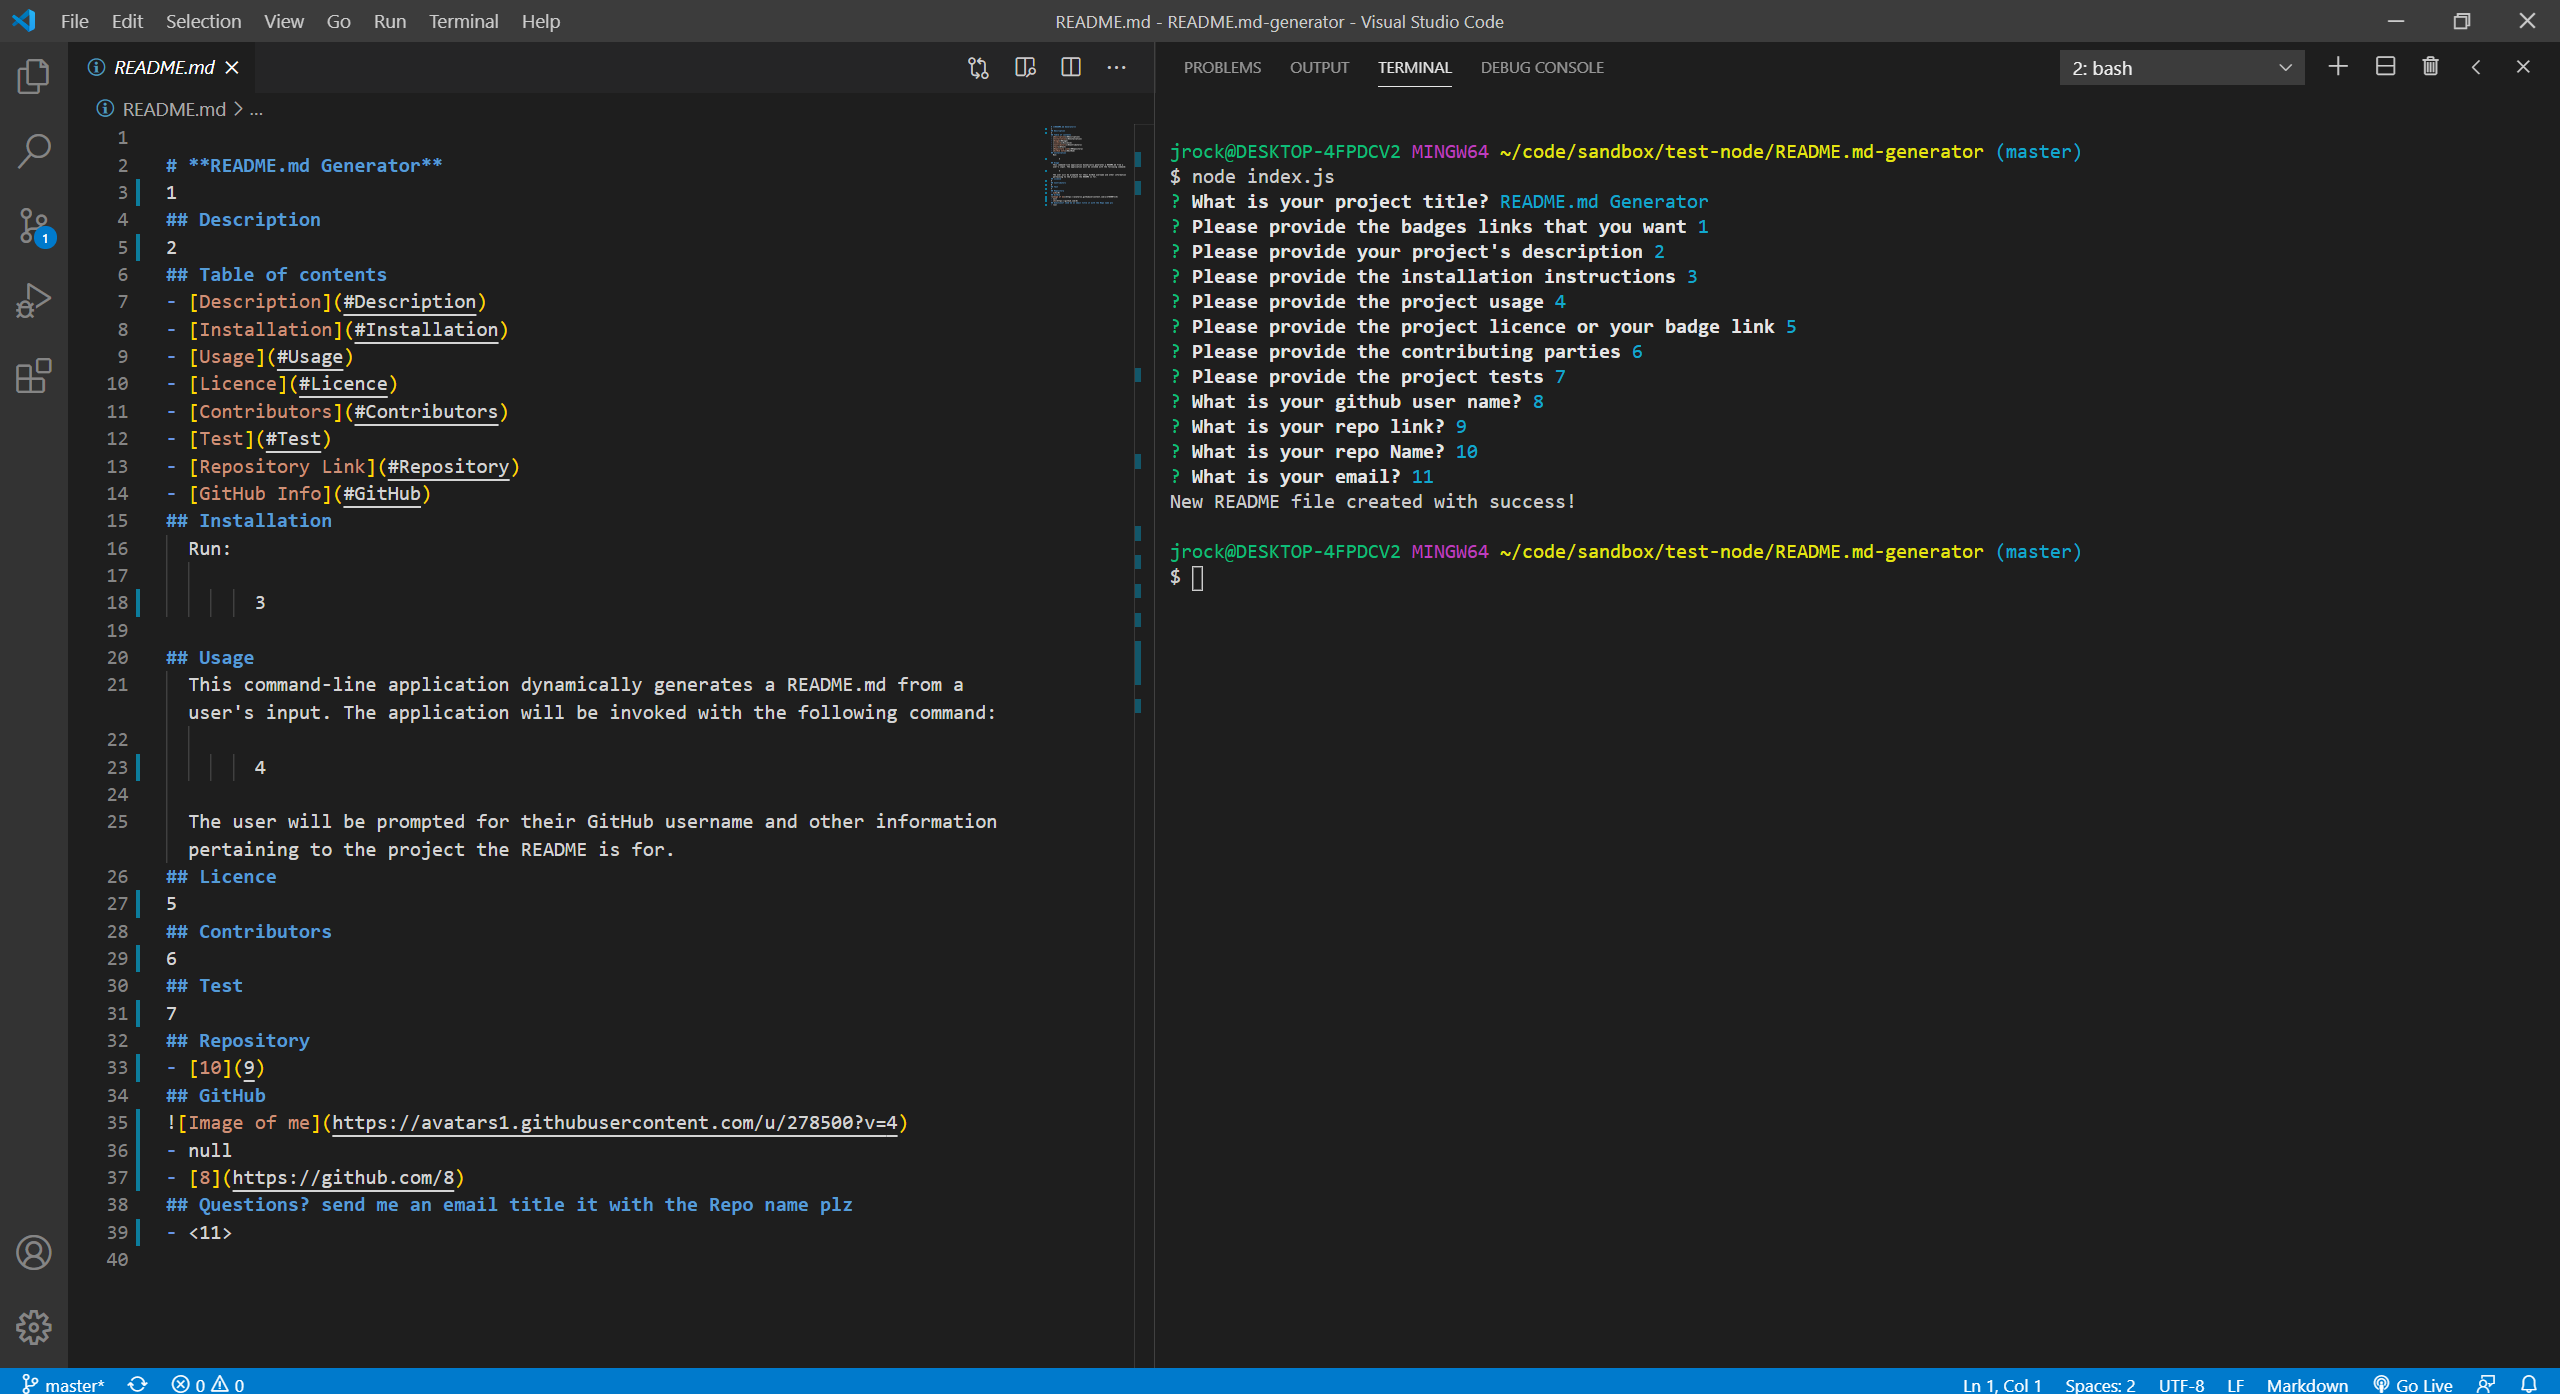 File Edit Selection View Go Run Terminal Help README.md - README.md-generator - Visual Studio Code
README.md
README.md > ...
1
2 # **README.md Generator**
3 1
4 ## Description
5 2
6 ## Table of contents
7 - [Description](#Description)
8 - [Installation](#Installation)
9 - [Usage](#Usage)
10 - [Licence](#Licence)
11 - [Contributors](#Contributors)
12 - [Test](#Test)
13 - [Repository Link](#Repository)
14 - [GitHub Info](#GitHub)
15 ## Installation
16 Run:
17
18 3
19
20 ## Usage
21 This command-line application dynamically generates a README.md from a
user's input. The application will be invoked with the following command:
22
23 4
24
25 The user will be prompted for their GitHub username and other information
pertaining to the project the README is for.
26 ## Licence
27 5
28 ## Contributors
29 6
30 ## Test
31 7
32 ## Repository
33 - [10](9)
34 ## GitHub
35 ![Image of me](https://avatars1.githubusercontent.com/u/278500?v=4)
36 - null
37 - [8](https://github.com/8)
38 ## Questions? send me an email title it with the Repo name plz
39 - <11>
40
1
PROBLEMS OUTPUT TERMINAL DEBUG CONSOLE 2: bash
jrock@DESKTOP-4FPDCV2 MINGW64 ~/code/sandbox/test-node/README.md-generator (master)
$ node index.js
? What is your project title? README.md Generator
? Please provide the badges links that you want 1
? Please provide your project's description 2
? Please provide the installation instructions 3
? Please provide the project usage 4
? Please provide the project licence or your badge link 5
? Please provide the contributing parties 6
? Please provide the project tests 7
? What is your github user name? 8
? What is your repo link? 9
? What is your repo Name? 10
? What is your email? 11
New README file created with success!
jrock@DESKTOP-4FPDCV2 MINGW64 ~/code/sandbox/test-node/README.md-generator (master)
$
master* 0 0 Ln 1, Col 1 Spaces: 2 UTF-8 LF Markdown Go Live